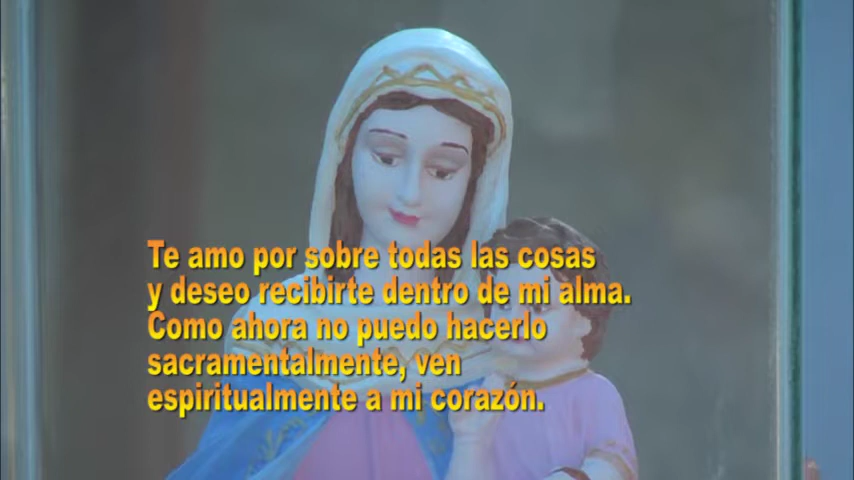 Te amo por sobre todas las cosas
y deseo recibirte dentro de mi alma.
Como ahora no puedo hacerlo
sacramentalmente, ven
espiritualmente a mi corazón.